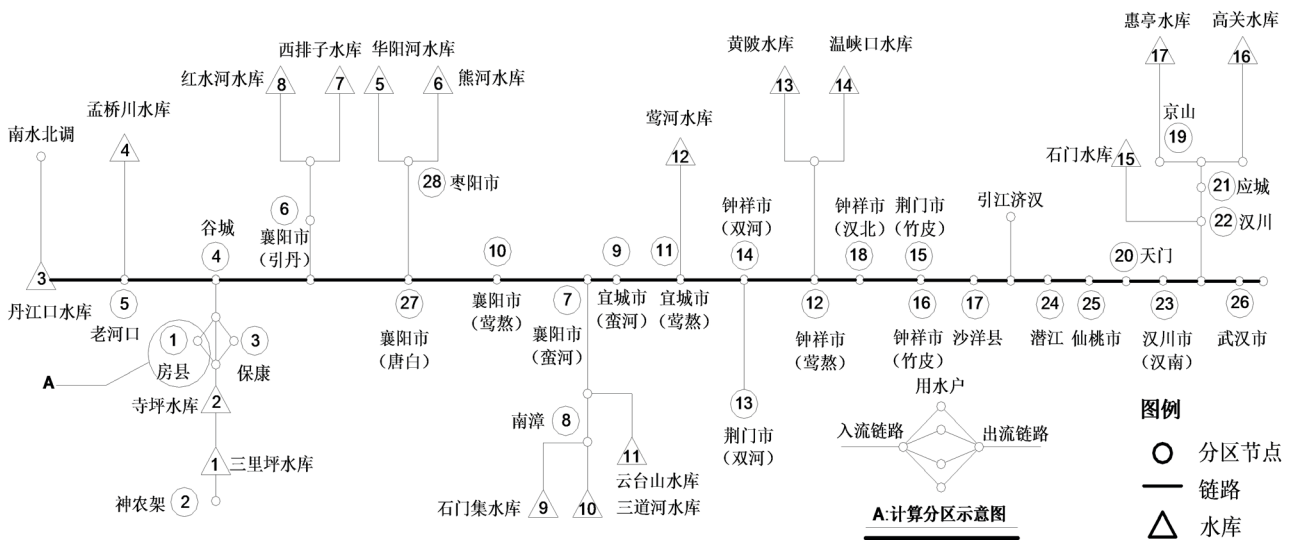 惠亭水库
高关水库
17
16
黄陂水库
温峡口水库
13
14
西排子水库
华阳河水库
红水河水库
8
7
5
6
熊河水库
孟桥川水库
4
南水北调
莺河水库
12
京山
19
石门水库
15
28
枣阳市
21
应城
22
汉川
引江济汉
谷城
4
6
襄阳市
（引丹）
10
9
11
钟祥市
（双河）
14
钟祥市
（汉北）
18
荆门市
（竹皮）
15
20
天门
3
丹江口水库
5
老河口
27
襄阳市
（唐白）
襄阳市
（莺熬）
7
襄阳市
（蛮河）
宜城市
（蛮河）
宜城市
（莺熬）
12
钟祥市
（莺熬）
16
钟祥市
（竹皮）
17
沙洋县
24
潜江
25
仙桃市
23
汉川市
（汉南）
26
武汉市
1
房县
3
保康
A
寺坪水库
2
1
三里坪水库
神农架
2
南漳
8
11
云台山水库
9
石门集水库
10
三道河水库
13
荆门市
（双河）
用水户
入流链路
出流链路
A:计算分区示意图
图例
分区节点
链路
水库